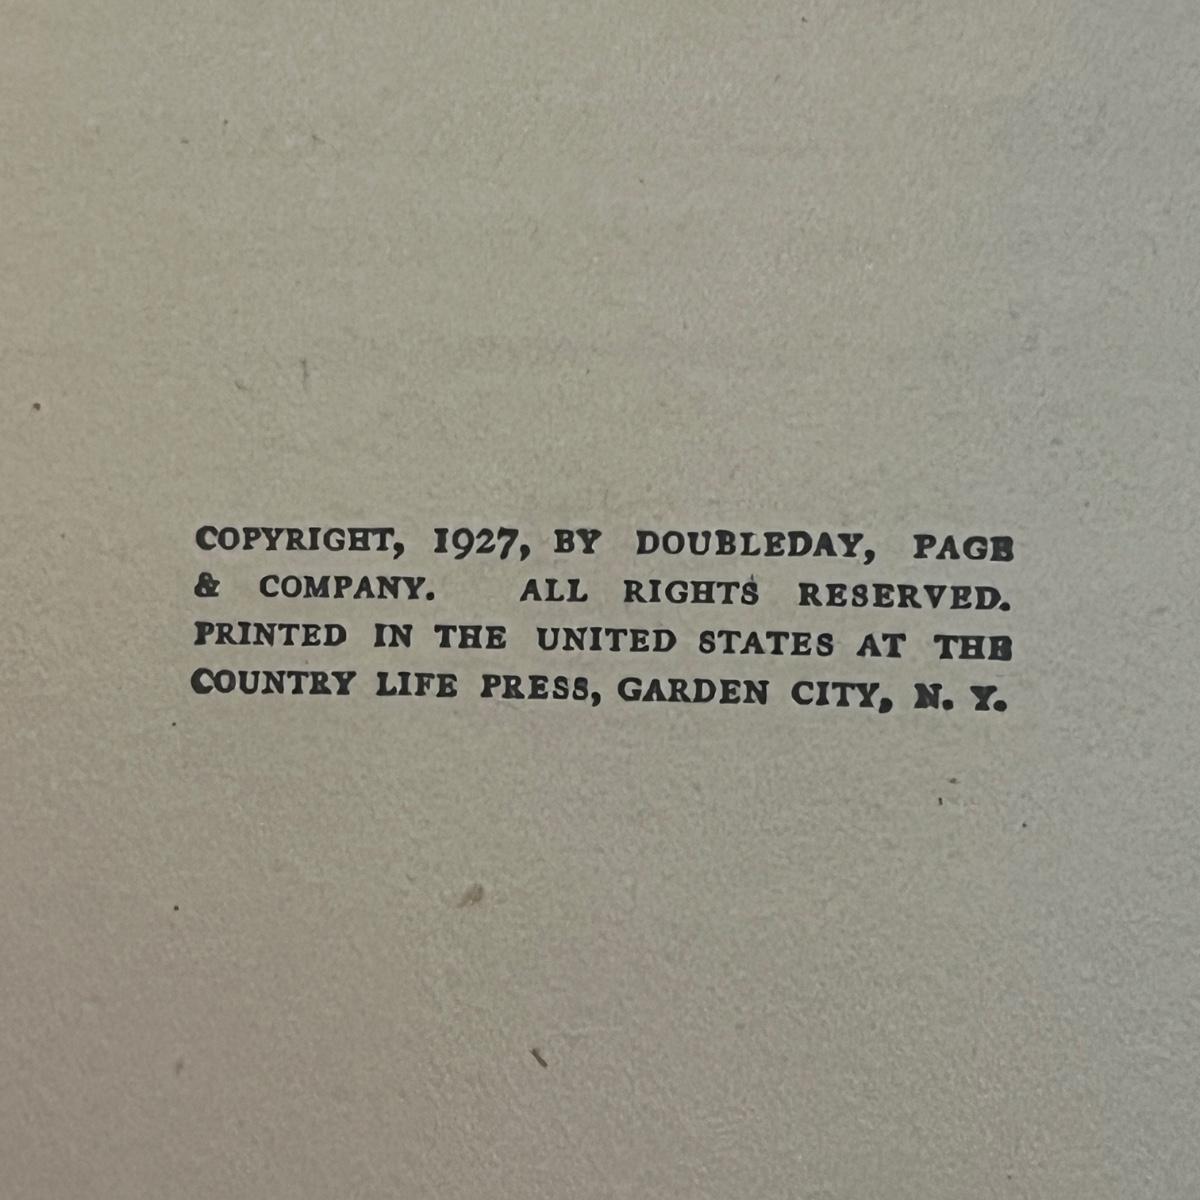 COPYRIGHT, 1927, BY DOUBLEDAY, PAGE
& COMPANY. ALL RIGHTS RESERVED.
PRINTED IN THE UNITED STATES AT THE
COUNTRY LIFE PRESS, GARDEN CITY, N. Y.